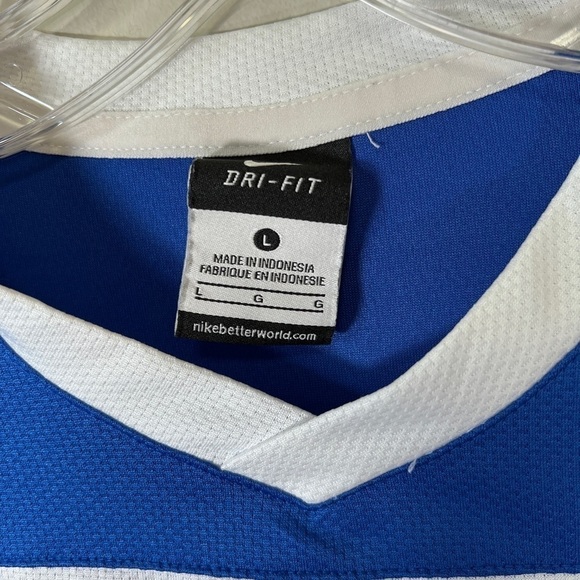 DRI-FIT
L
MADE IN INDONESIA
FABRIQUE EN INDONESIE
L G G
nikebetterworld.com